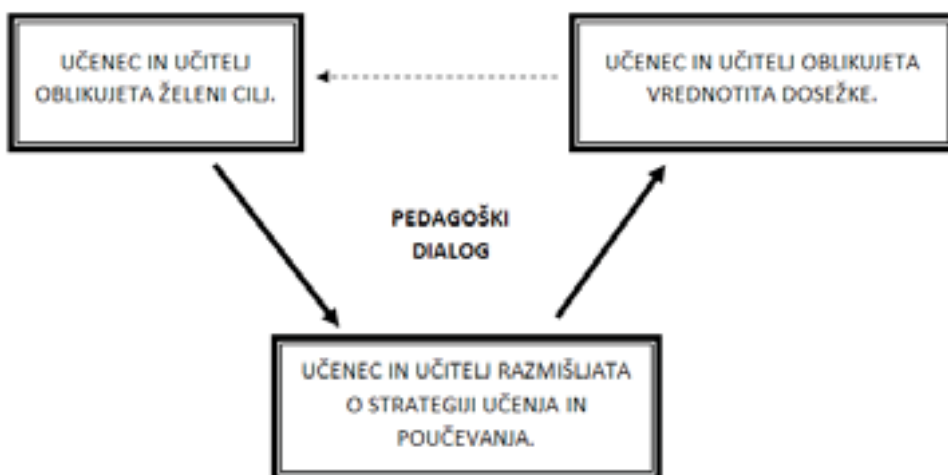 UČENEC IN UČITELJ
OBLIKUJETA ŽELENI CILJ.
UČENEC IN UČITELJ OBLIKUJETA
VREDNOTITA DOSEŽKE.
PEDAGOŠKI
DIALOG
UČENEC IN UČITELJ RAZMIŠLJATA
O STRATEGIJI UČENJA IN
POUČEVANJA.